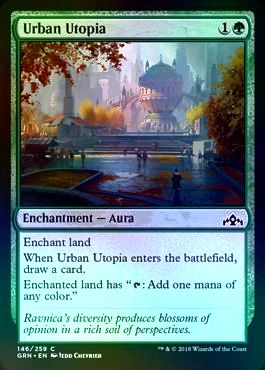 Urban Utopia 1
Enchantment — Aura
Enchant land
When Urban Utopia enters the battlefield,
draw a card.
Enchanted land has “: Add one mana of
any color.”
Ravnica’s diversity produces blossoms of
opinion in a rich soil of perspectives.
146/259 C
GRN • EN Jedd Chevrier ™ & © 2018 Wizards of the Coast